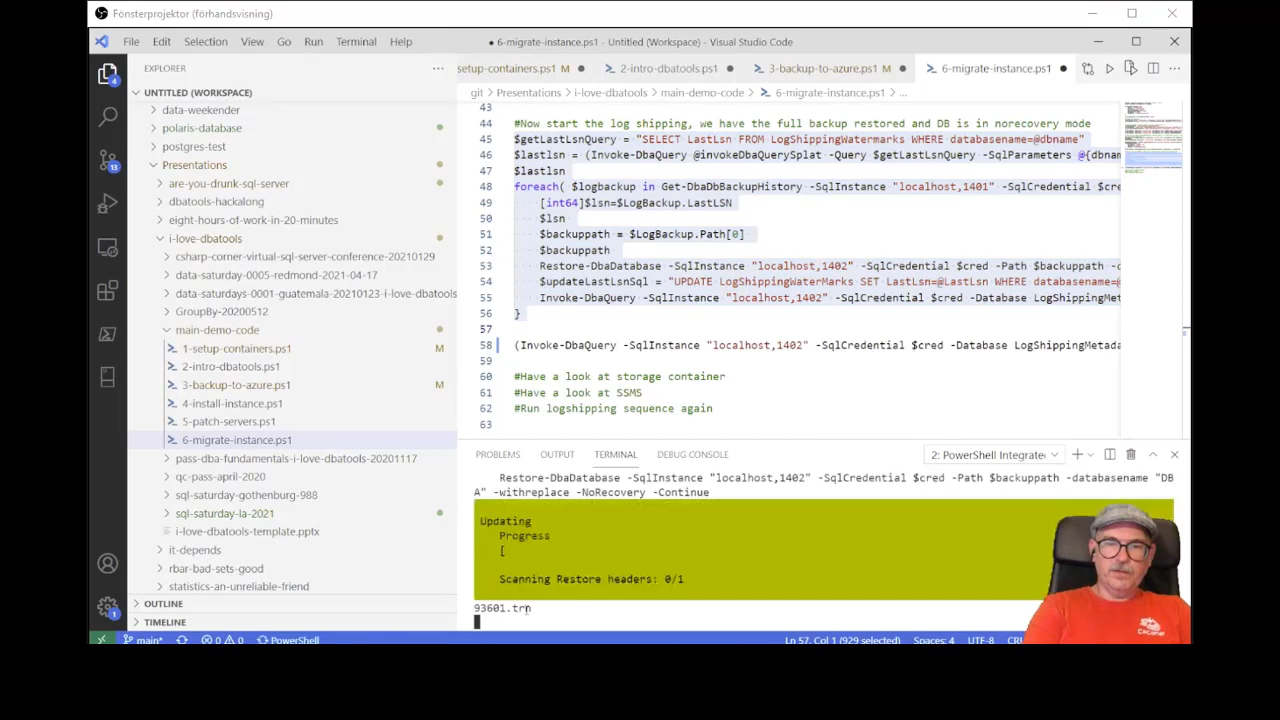 Fönsterprojektor (förhandsvisning)
File Edit Selection View Go Run Terminal Help
6-migrate-instance.ps1 - Untitled (Workspace) - Visual Studio Code
EXPLORER
setup-containers.ps1 M
2-intro-dbatools.ps1
3-backup-to-azure.ps1 M
6-migrate-instance.ps1
UNTITLED (WORKSPACE)
git > Presentations > i-love-dbatools > main-demo-code > 6-migrate-instance.ps1 > ...
data-weekender
polaris-database
postgres-test
Presentations
are-you-drunk-sql-server
dbatools-hackalong
eight-hours-of-work-in-20-minutes
i-love-dbatools
csharp-corner-virtual-sql-server-conference-20210129
data-saturday-0005-redmond-2021-04-17
data-saturdays-0001-guatemala-20210123-i-love-dbatools
GroupBy-20200512
main-demo-code
1-setup-containers.ps1 M
2-intro-dbatools.ps1
3-backup-to-azure.ps1 M
4-install-instance.ps1
5-patch-servers.ps1
6-migrate-instance.ps1
pass-dba-fundamentals-i-love-dbatools-20201117
qc-pass-april-2020
sql-saturday-gothenburg-988
sql-saturday-la-2021
i-love-dbatools-template.pptx
it-depends
rbar-bad-sets-good
statistics-an-unreliable-friend
OUTLINE
TIMELINE
43
44 #Now start the log shipping, where the full backup restored and DB is in norecovery mode
45 $getLastLsnQuery = "SELECT LastLsn FROM LogShippingWaterMarks WHERE databasename=@dbname"
46 $lastlsn = (Invoke-DbaQuery @InvokeDbaQuerySplat -Query $getLastLsnQuery -SqlParameters @{dbnam
47
48 foreach( $logbackup in Get-DbaDbBackupHistory -SqlInstance "localhost,1401" -SqlCredential $cre
49 [int64]$lsn=$LogBackup.LastLSN
50 $lsn
51 $backuppath = $LogBackup.Path[0]
52 $backuppath
53 Restore-DbaDatabase -SqlInstance "localhost,1402" -SqlCredential $cred -Path $backuppath -d
54 $updateLastLsnSql = "UPDATE LogShippingWaterMarks SET LastLsn=@LastLsn WHERE databasename=@
55 Invoke-DbaQuery -SqlInstance "localhost,1402" -SqlCredential $cred -Database LogShippingMet
56 }
57
58 (Invoke-DbaQuery -SqlInstance "localhost,1402" -SqlCredential $cred -Database LogShippingMetada
59
60 #Have a look at storage container
61 #Have a look at SSMS
62 #Run logshipping sequence again
63
PROBLEMS OUTPUT TERMINAL DEBUG CONSOLE
2: PowerShell Integrate
Restore-DbaDatabase -SqlInstance "localhost,1402" -SqlCredential $cred -Path $backuppath -databasename "DB
A" -withreplace -NoRecovery -Continue
Updating
Progress
[
Scanning Restore headers: 0/1
93601.trn
4
13
1
main* 0 0 PowerShell
Ln 57, Col 1 (929 selected) Spaces: 4 UTF-8